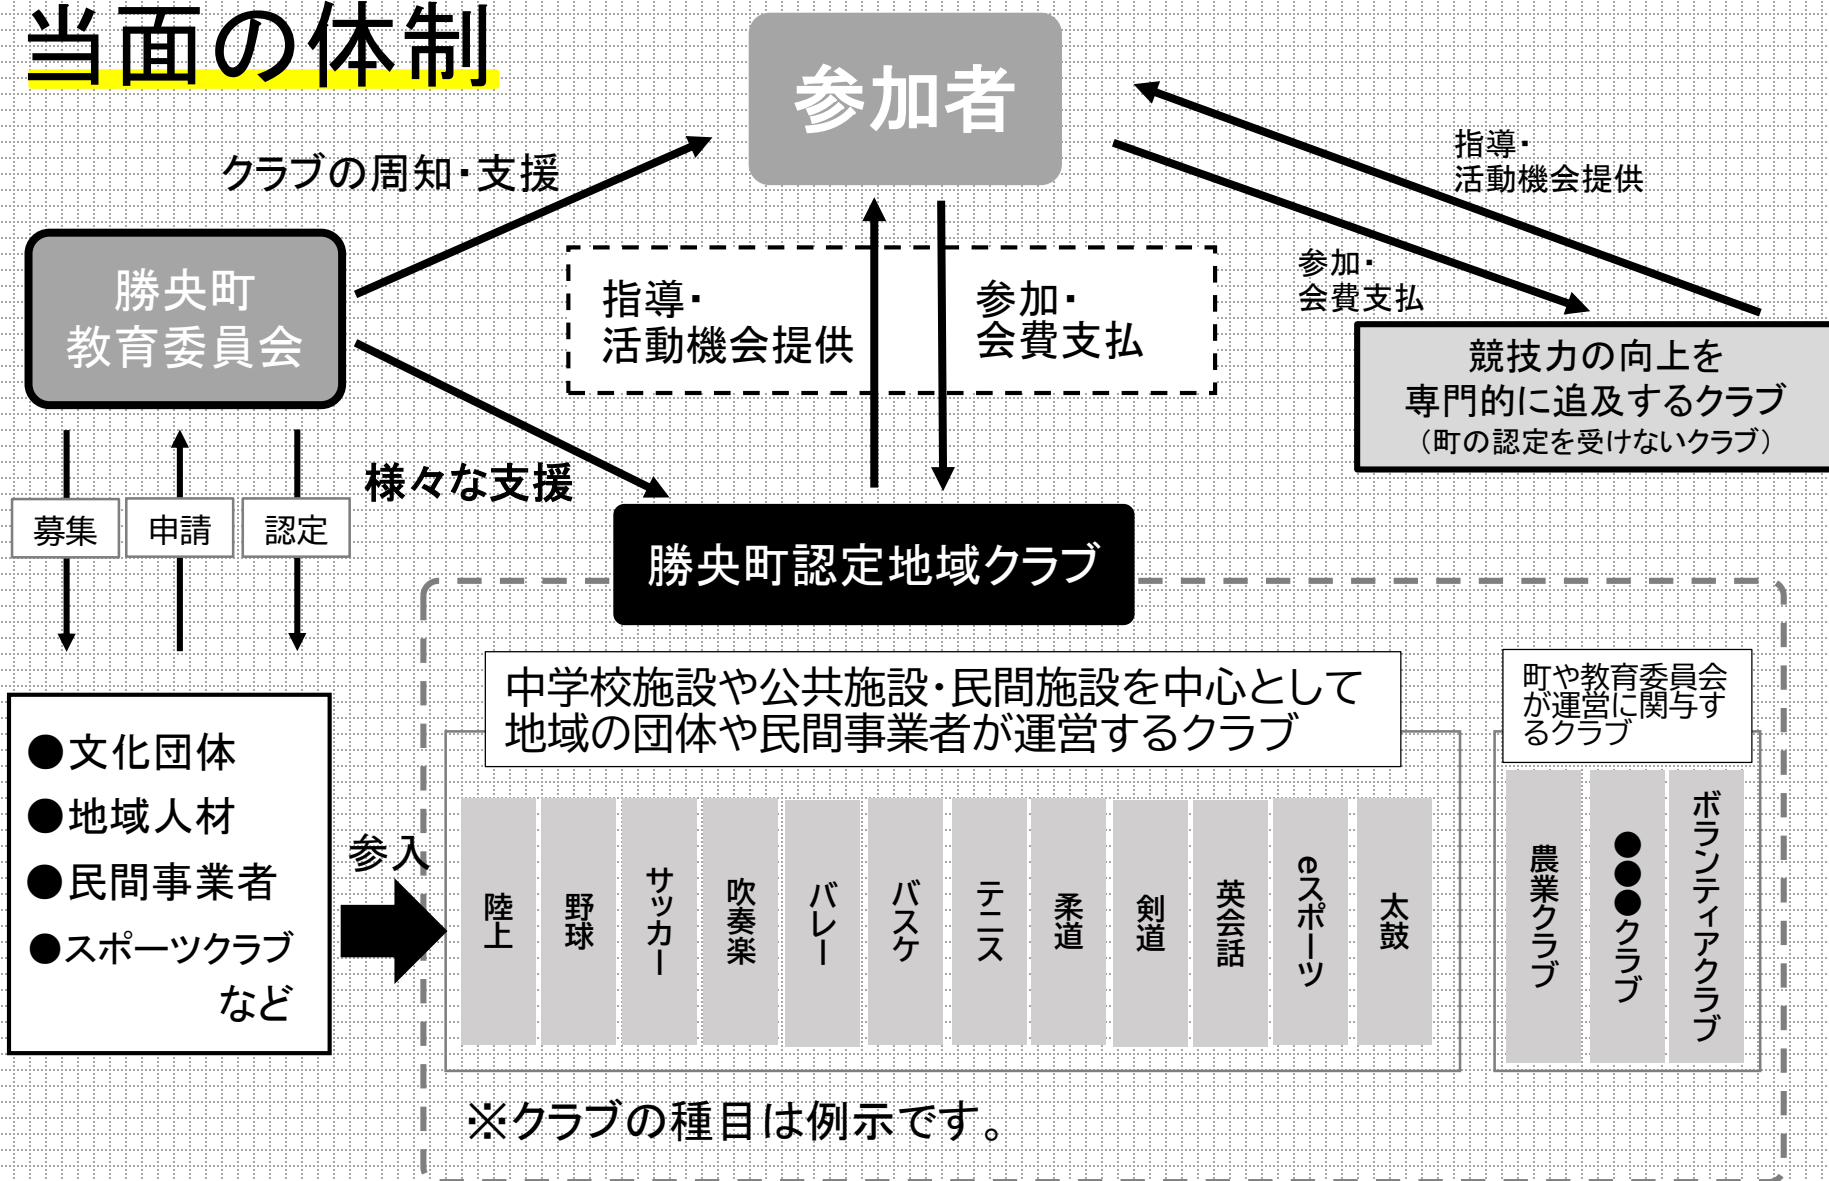 当面の体制
参加者
クラブの周知・支援
指導・
活動機会提供
勝央町
教育委員会
指導・
活動機会提供
参加・
会費支払
参加・
会費支払
競技力の向上を
専門的に追及するクラブ
（町の認定を受けないクラブ）
様々な支援
募集
申請
認定
勝央町認定地域クラブ
中学校施設や公共施設・民間施設を中心として
地域の団体や民間事業者が運営するクラブ
町や教育委員会
が運営に関与す
るクラブ
●文化団体
●地域人材
●民間事業者
●スポーツクラブ
など
参入
陸上
野球
サッカー
吹奏楽
バレー
バスケ
テニス
柔道
剣道
英会話
eスポーツ
太鼓
農業クラブ
●●●クラブ
ボランティアクラブ
※クラブの種目は例示です。